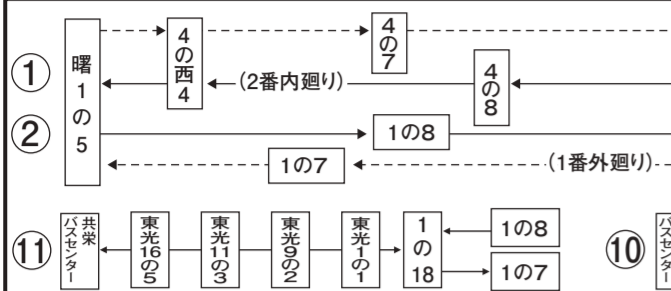 ①
②
曙1の5
4の西4
4の7
(2番内廻り)
4の8
1の8
1の7
(1番外廻り)
⑪
共栄
バスセンター
東光16の5
東光11の3
東光9の2
東光1の1
1の18
1の8
1の7
⑩
バスセンター